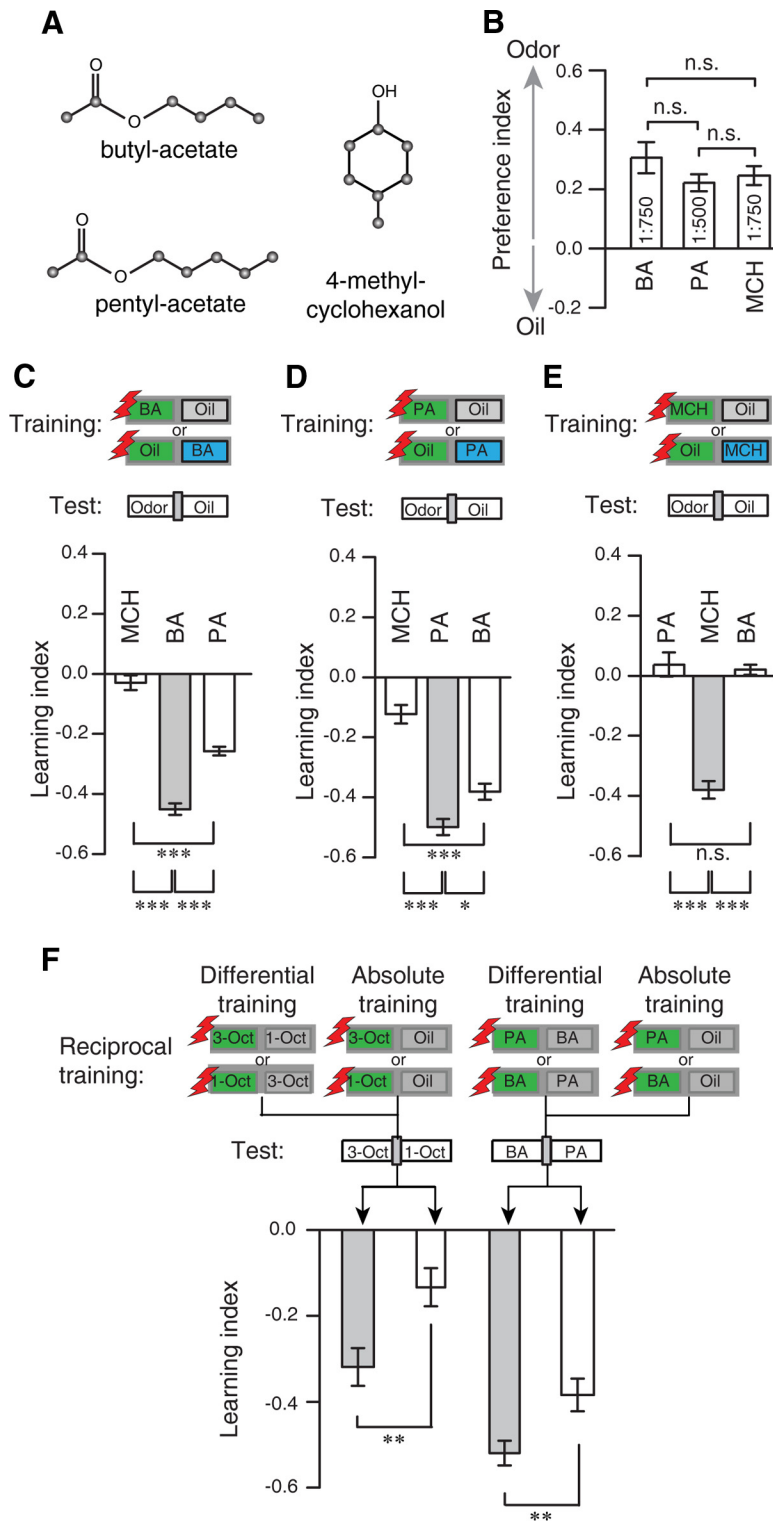 A
O
O
butyl-acetate
O
O
pentyl-acetate
OH
4-methyl-
cyclohexanol
B
Odor
Oil
Preference index
0.6
0.4
0.2
0.0
-0.2
n.s.
n.s.
n.s.
1:750
1:500
1:750
BA
PA
MCH
C
Training:
BA Oil
or
Oil BA
Test:
Odor Oil
Learning index
0.4
0.2
0.0
-0.2
-0.4
-0.6
MCH
BA
PA
***
*** ***
D
Training:
PA Oil
or
Oil PA
Test:
Odor Oil
Learning index
0.4
0.2
0.0
-0.2
-0.4
-0.6
MCH
PA
BA
***
*** *
E
Training:
MCH Oil
or
Oil MCH
Test:
Odor Oil
Learning index
0.4
0.2
0.0
-0.2
-0.4
-0.6
PA
MCH
BA
n.s.
*** ***
F
Differential training
Absolute training
Differential training
Absolute training
Reciprocal training:
3-Oct 1-Oct
or
1-Oct 3-Oct
3-Oct Oil
or
1-Oct Oil
PA BA
or
BA PA
PA Oil
or
BA Oil
Test:
3-Oct 1-Oct
BA PA
Learning index
0.0
-0.2
-0.4
-0.6
**
**